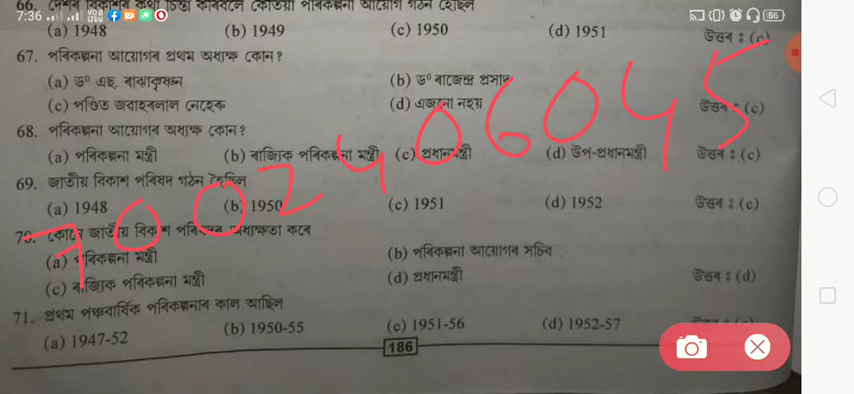 66. দেশৰ বিকাশৰ কথা চিন্তা কৰিবলৈ কেতিয়া পৰিকল্পনা আয়োগ গঠন হৈছিল
7:36
56
(a) 1948 (b) 1949 (c) 1950 (d) 1951 উত্তৰ : (c)
67. পৰিকল্পনা আয়োগৰ প্ৰথম অধ্যক্ষ কোন?
(a) ড° এছ. ৰাধাকৃষ্ণন (b) ড° ৰাজেন্দ্ৰ প্ৰসাদ
(c) পণ্ডিত জৱাহৰলাল নেহেৰু (d) এজনো নহয় উত্তৰ : (c)
68. পৰিকল্পনা আয়োগৰ অধ্যক্ষ কোন?
(a) পৰিকল্পনা মন্ত্ৰী (b) ৰাজ্যিক পৰিকল্পনা মন্ত্ৰী (c) প্ৰধানমন্ত্ৰী (d) উপ-প্ৰধানমন্ত্ৰী উত্তৰ : (c)
69. জাতীয় বিকাশ পৰিষদ গঠন হৈছিল
(a) 1948 (b) 1950 (c) 1951 (d) 1952 উত্তৰ : (c)
70. কোনে জাতীয় বিকাশ পৰিষদৰ অধ্যক্ষতা কৰে
(a) পৰিকল্পনা মন্ত্ৰী (b) পৰিকল্পনা আয়োগৰ সচিব
(c) ৰাজ্যিক পৰিকল্পনা মন্ত্ৰী (d) প্ৰধানমন্ত্ৰী উত্তৰ : (d)
71. প্ৰথম পঞ্চবাৰ্ষিক পৰিকল্পনাৰ কাল আছিল
(a) 1947-52 (b) 1950-55 (c) 1951-56 (d) 1952-57
186
7002406045